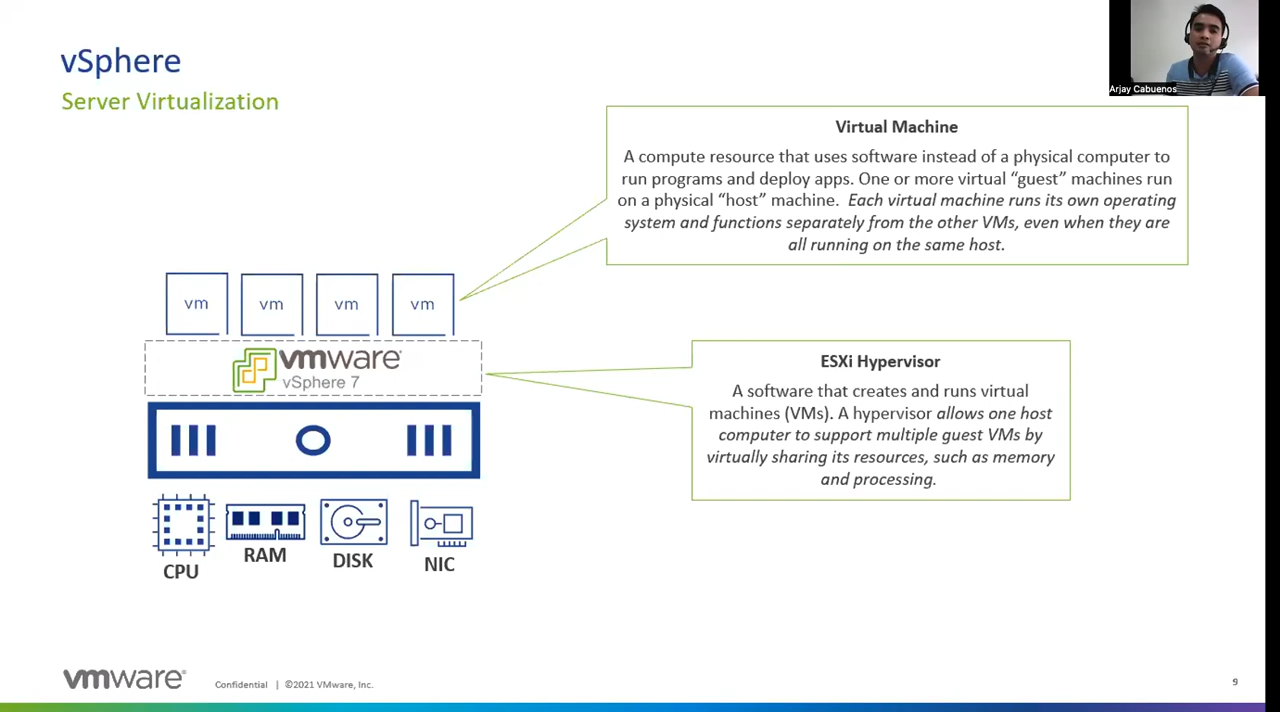 vSphere
Server Virtualization
Arjay Cabuenos
Virtual Machine
A compute resource that uses software instead of a physical computer to
run programs and deploy apps. One or more virtual “guest” machines run
on a physical “host” machine. Each virtual machine runs its own operating
system and functions separately from the other VMs, even when they are
all running on the same host.
vm vm vm vm
vmware®
vSphere 7
ESXi Hypervisor
A software that creates and runs virtual
machines (VMs). A hypervisor allows one host
computer to support multiple guest VMs by
virtually sharing its resources, such as memory
and processing.
CPU RAM DISK NIC
vmware® Confidential | ©2021 VMware, Inc. 9